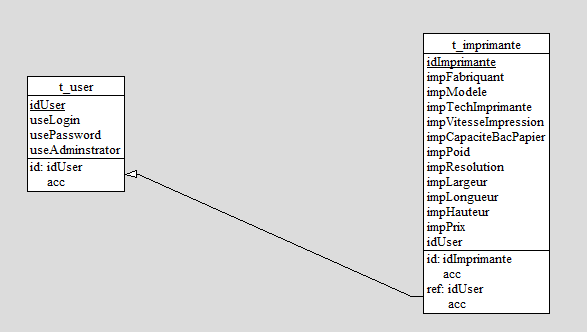 t_user
idUser
useLogin
usePassword
useAdminstrator
id: idUser
acc
t_imprimante
idImprimante
impFabriquant
impModele
impTechImprimante
impVitesseImpression
impCapaciteBacPapier
impPoid
impResolution
impLargeur
impLongueur
impHauteur
impPrix
idUser
id: idImprimante
acc
ref: idUser
acc